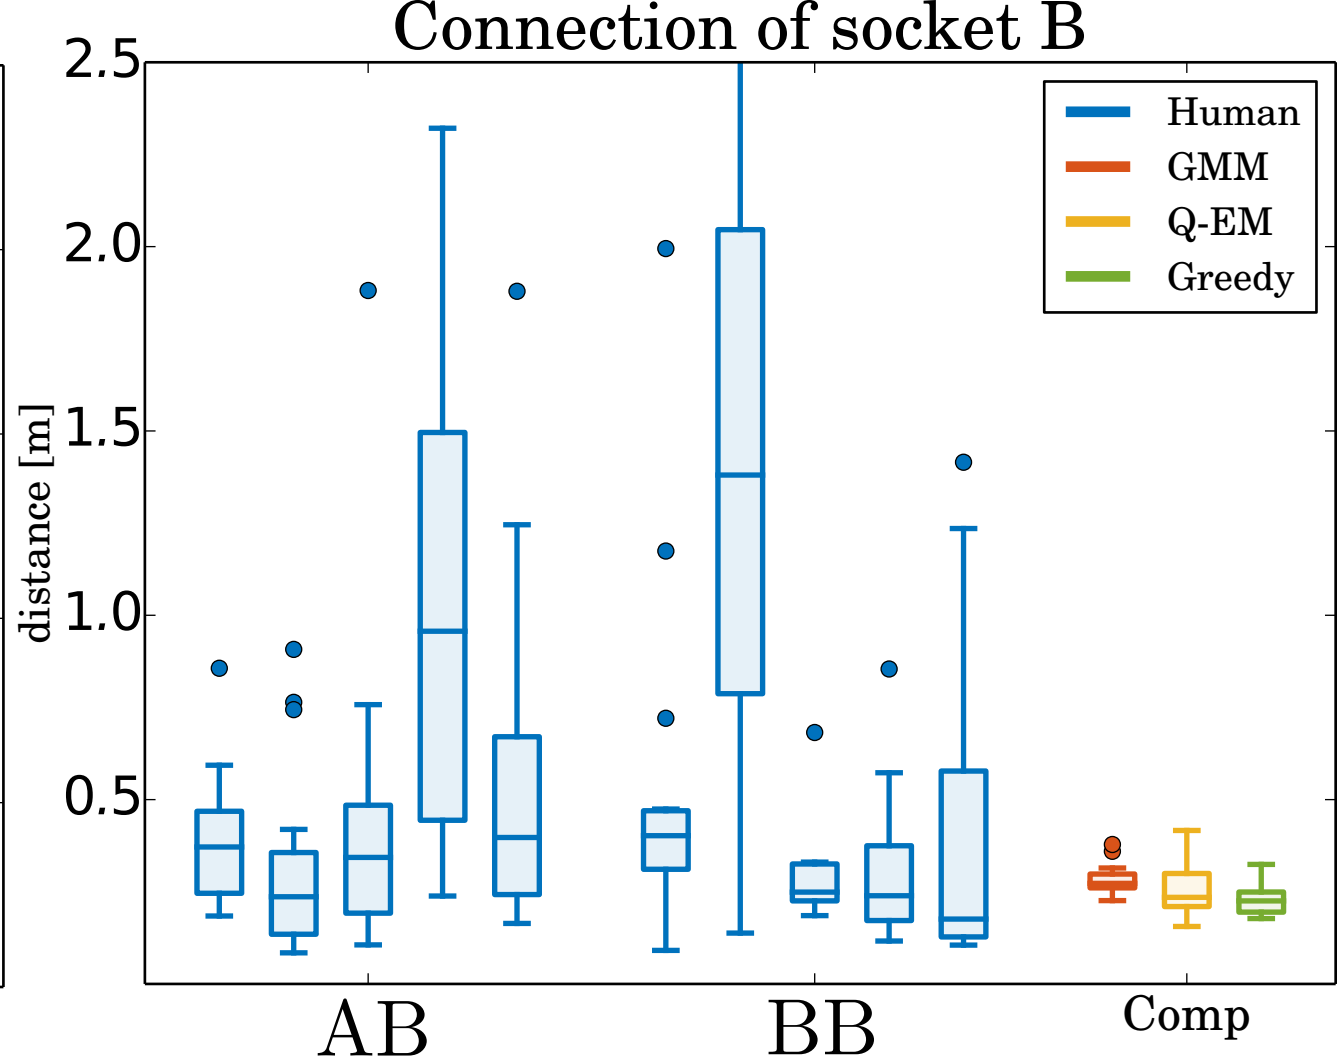 Connection of socket B
2.5
2.0
1.5
1.0
0.5
distance [m]
Human
GMM
Q-EM
Greedy
AB
BB
Comp